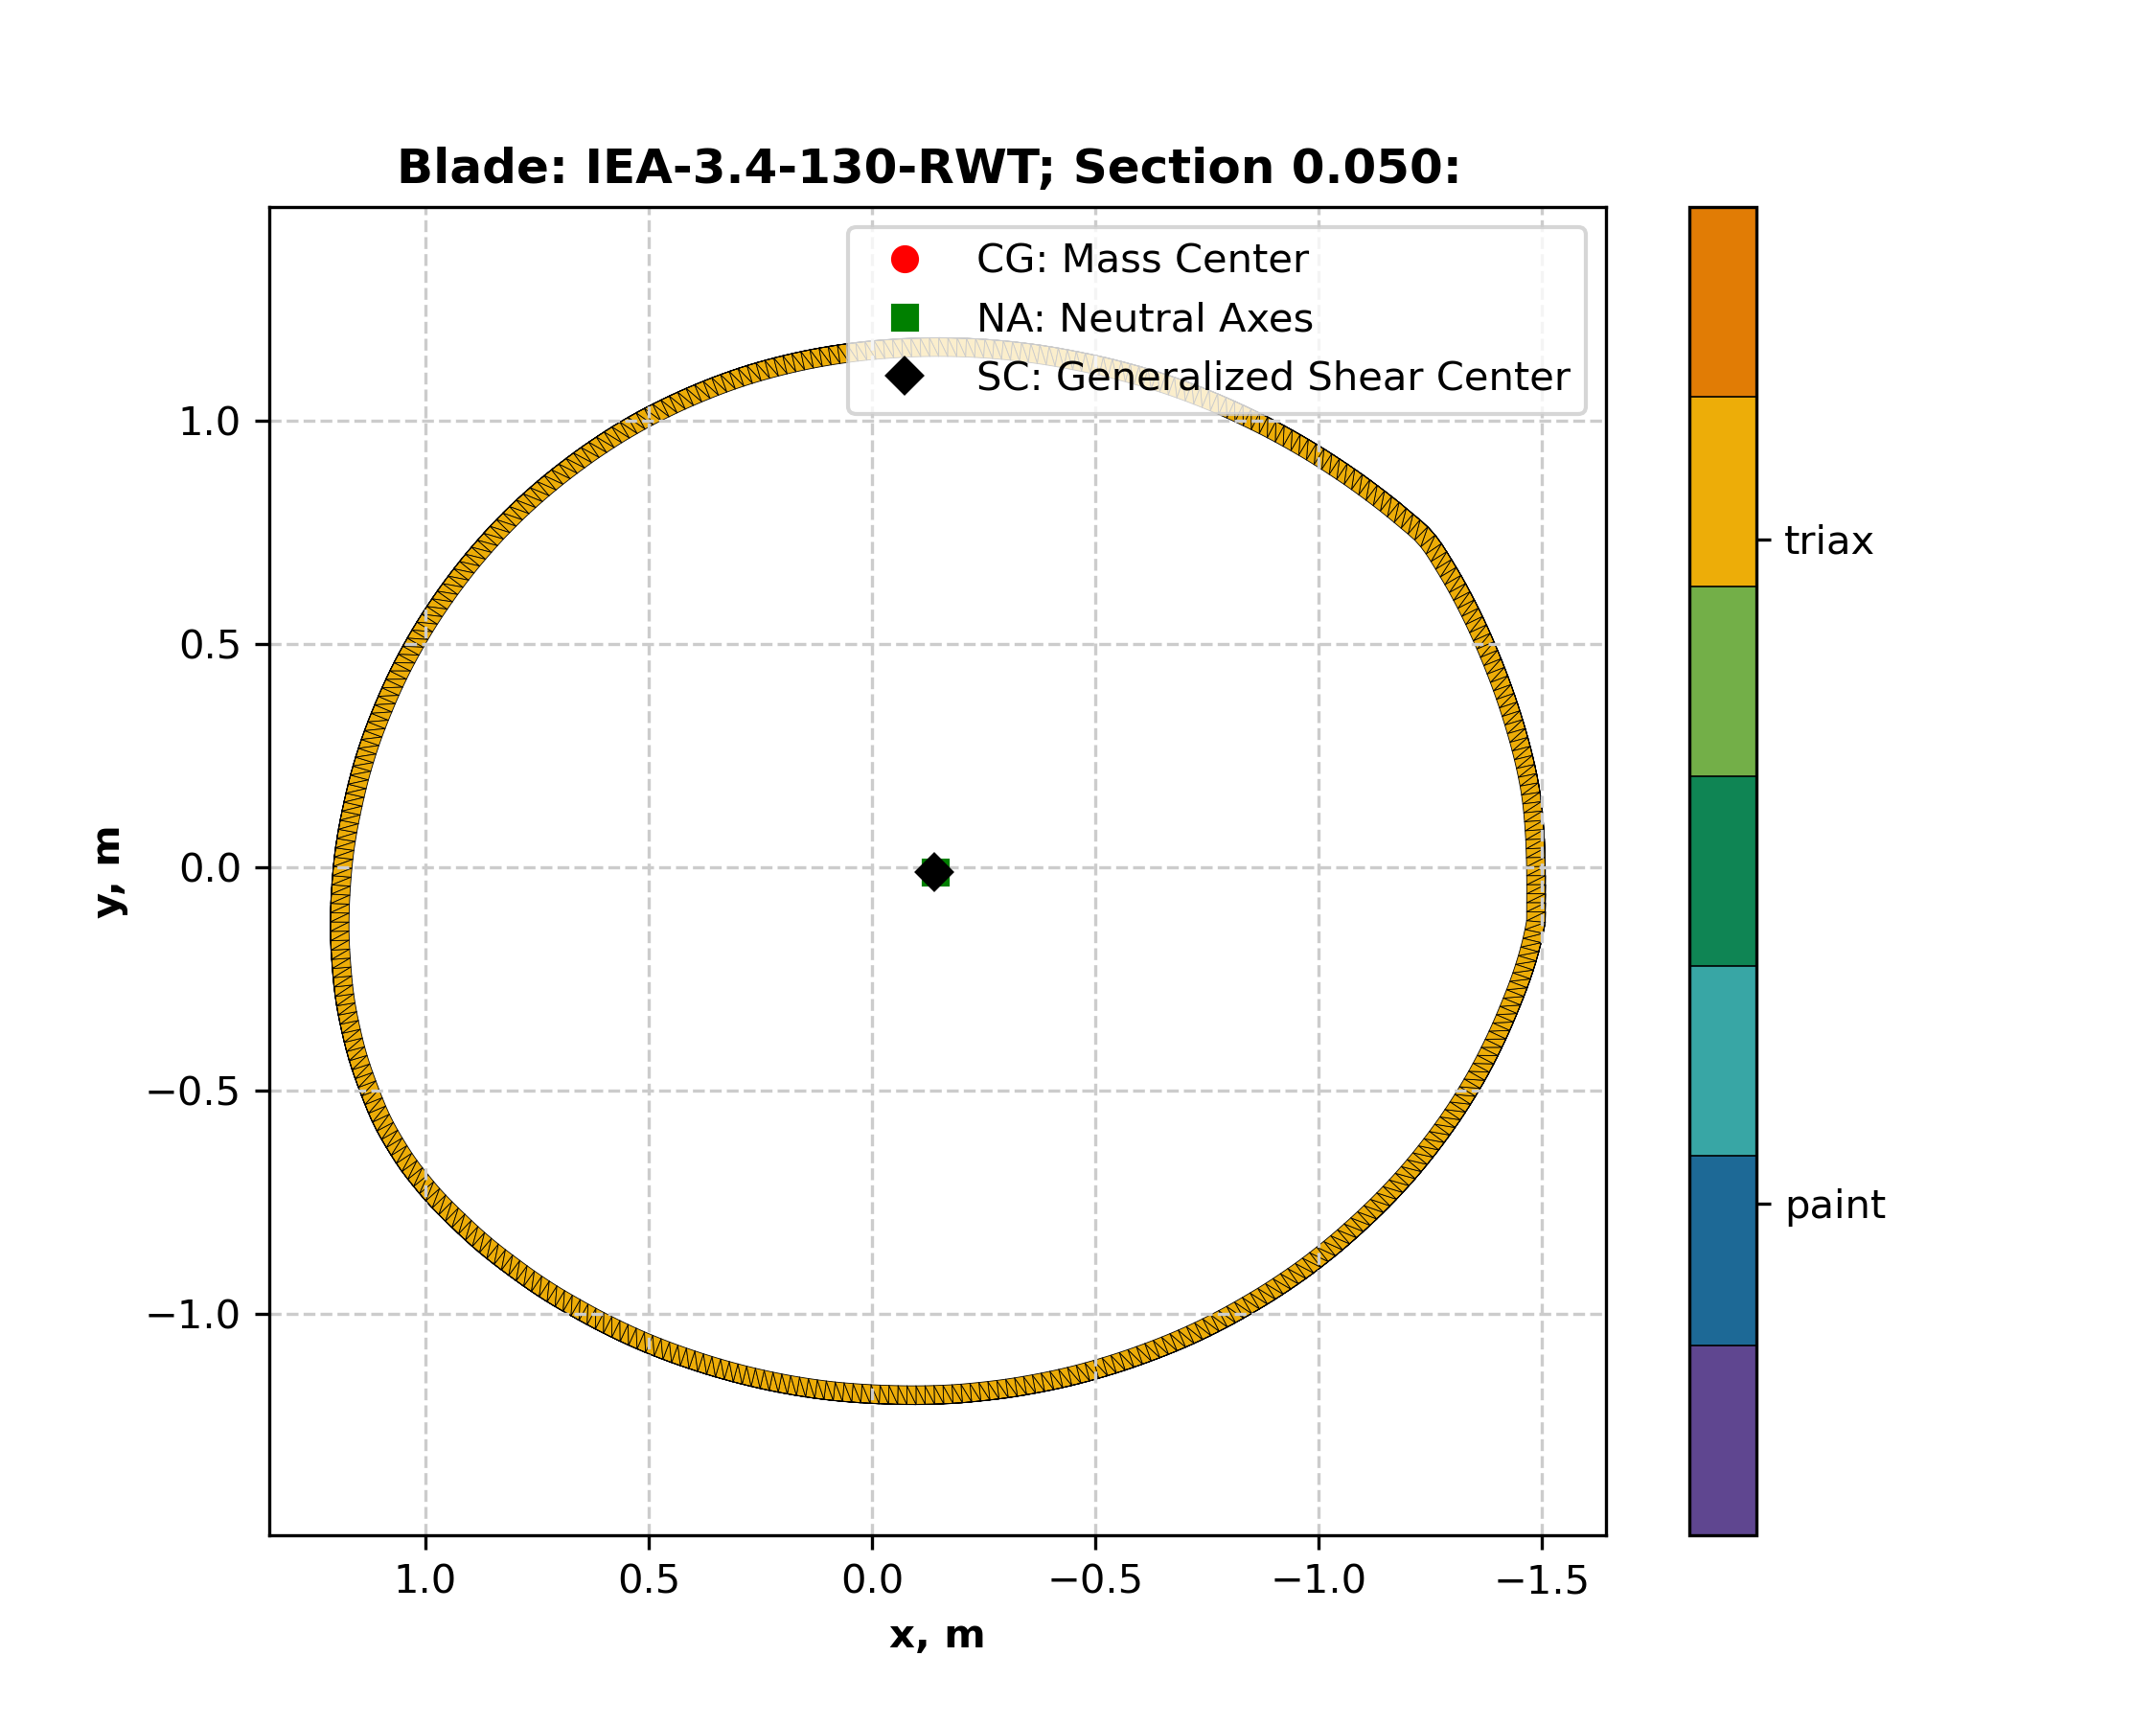 Blade: IEA-3.4-130-RWT; Section 0.050:
CG: Mass Center
NA: Neutral Axes
SC: Generalized Shear Center
1.0
0.5
0.0
−0.5
−1.0
y, m
1.0
0.5
0.0
−0.5
−1.0
−1.5
x, m
triax
paint